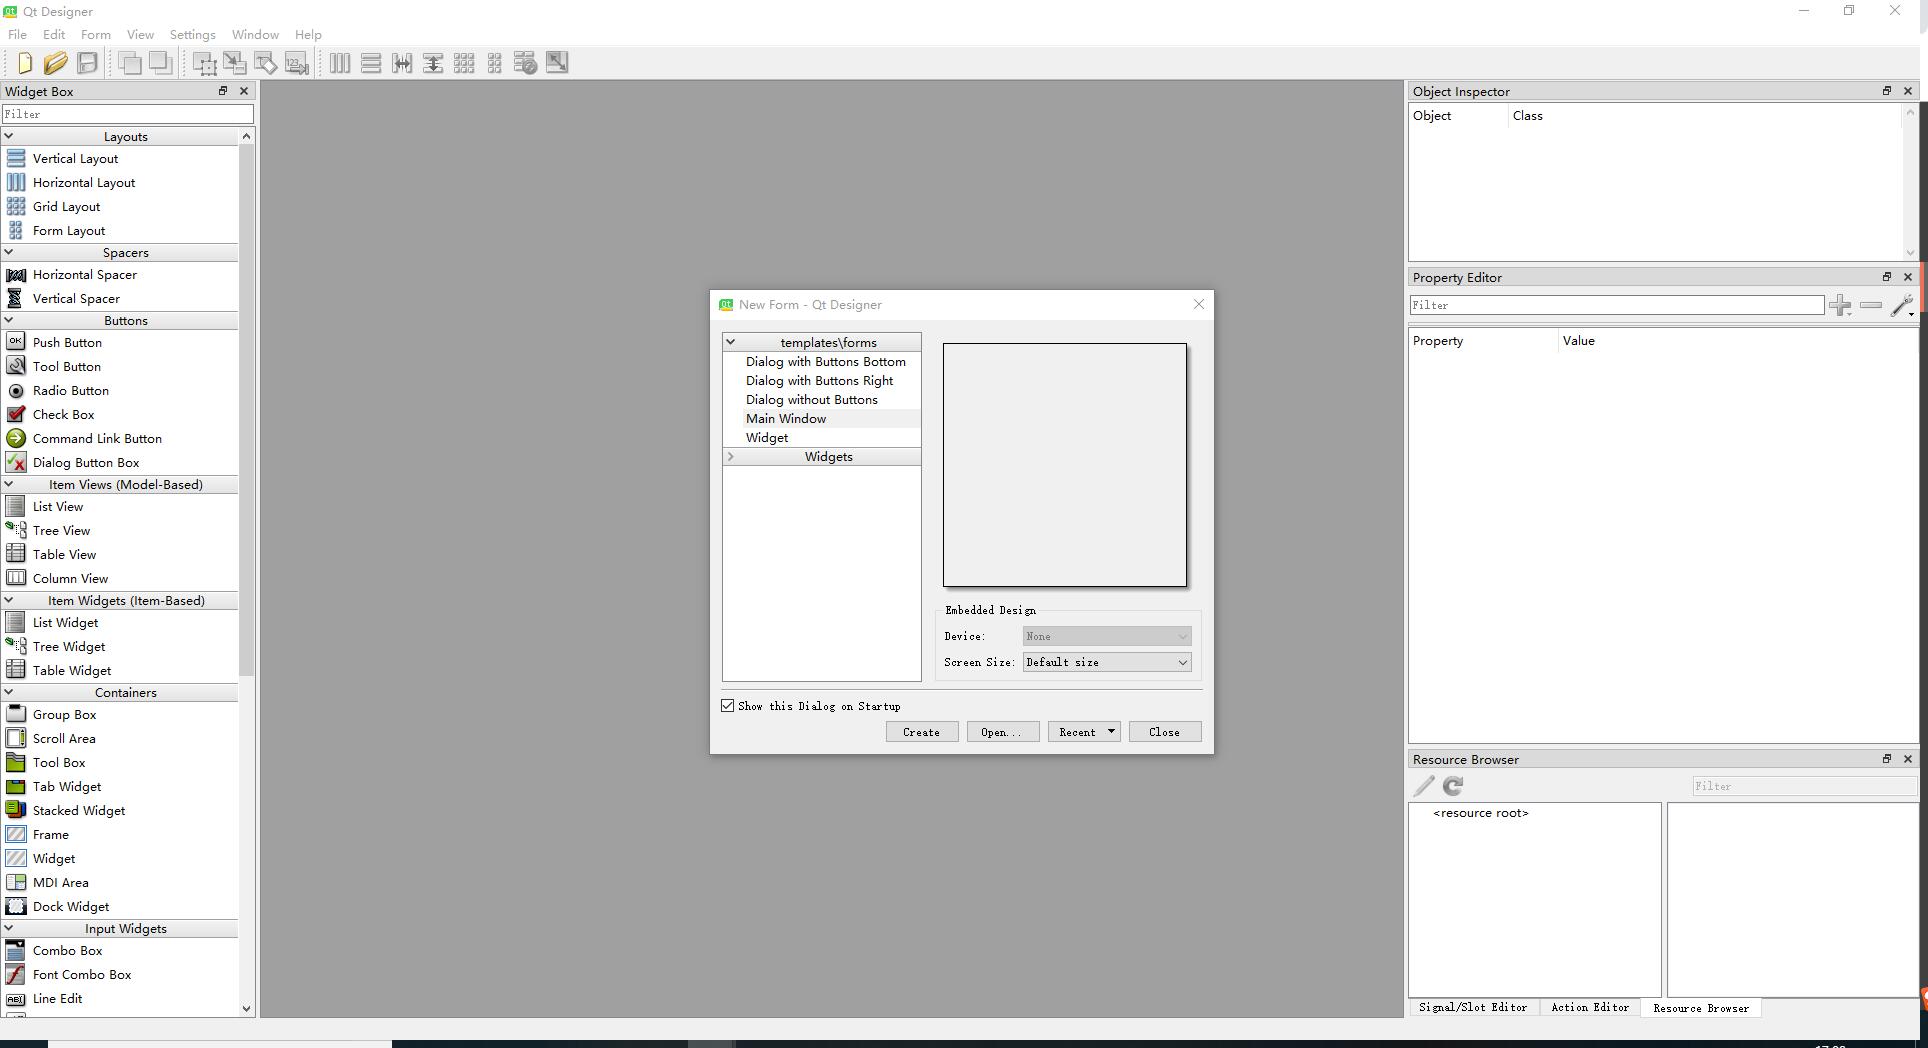 Qt Designer
File Edit Form View Settings Window Help
Widget Box
Filter
Layouts
Vertical Layout
Horizontal Layout
Grid Layout
Form Layout
Spacers
Horizontal Spacer
Vertical Spacer
Buttons
OK Push Button
Tool Button
Radio Button
Check Box
Command Link Button
Dialog Button Box
Item Views (Model-Based)
List View
Tree View
Table View
Column View
Item Widgets (Item-Based)
List Widget
Tree Widget
Table Widget
Containers
Group Box
Scroll Area
Tool Box
Tab Widget
Stacked Widget
Frame
Widget
MDI Area
Dock Widget
Input Widgets
Combo Box
Font Combo Box
ABI Line Edit
New Form - Qt Designer
templates\forms
Dialog with Buttons Bottom
Dialog with Buttons Right
Dialog without Buttons
Main Window
Widget
Widgets
Embedded Design
Device: None
Screen Size: Default size
Show this Dialog on Startup
Create Open... Recent Close
Object Inspector
Object Class
Property Editor
Filter
Property Value
Resource Browser
Filter
<resource root>
Signal/Slot Editor Action Editor Resource Browser